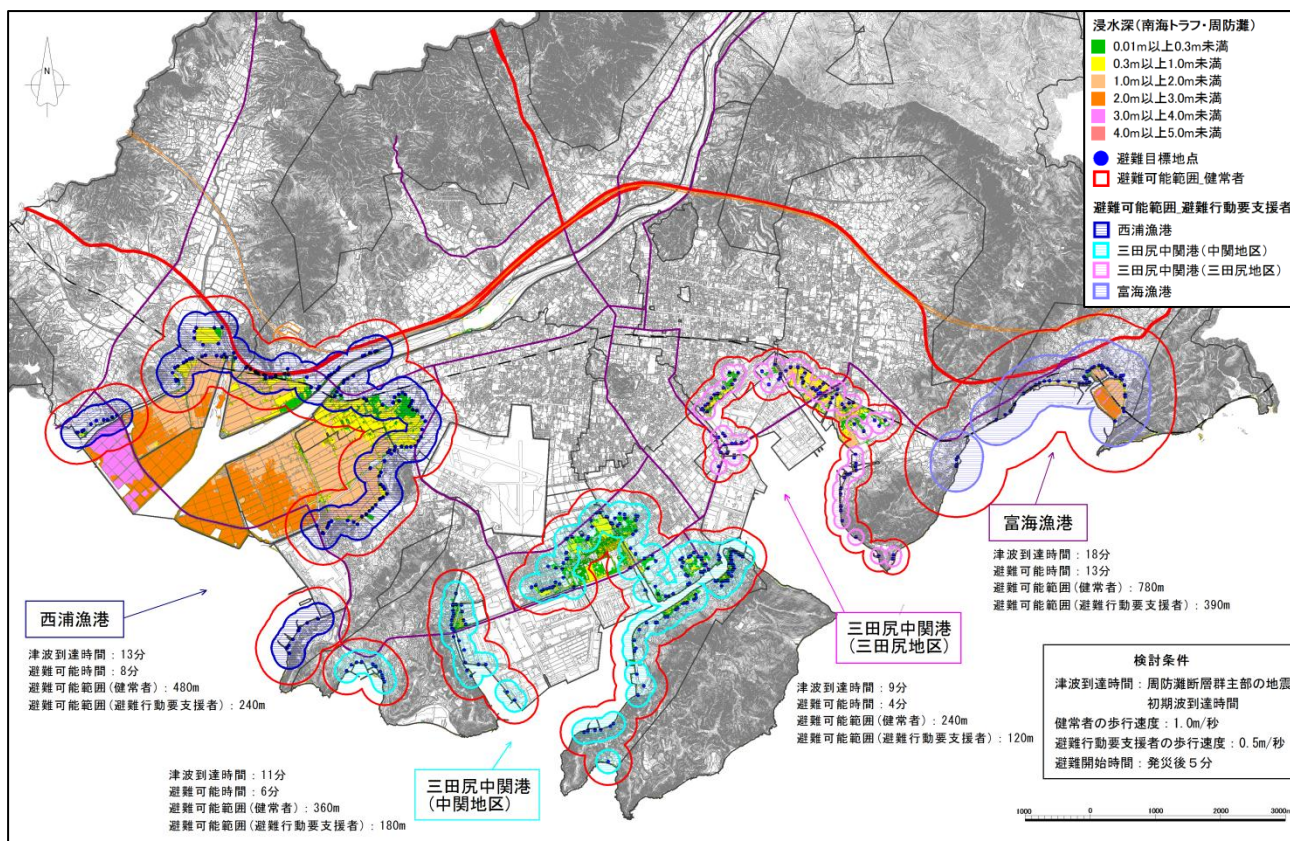 N
浸水深(南海トラフ・周防灘)
0.01m以上0.3m未満
0.3m以上1.0m未満
1.0m以上2.0m未満
2.0m以上3.0m未満
3.0m以上4.0m未満
4.0m以上5.0m未満
避難目標地点
避難可能範囲_健常者
避難可能範囲_避難行動要支援者
西浦漁港
三田尻中関港(中関地区)
三田尻中関港(三田尻地区)
富海漁港
富海漁港
津波到達時間：18分
避難可能時間：13分
避難可能範囲(健常者)：780m
避難可能範囲(避難行動要支援者)：390m
西浦漁港
津波到達時間：13分
避難可能時間：8分
避難可能範囲(健常者)：480m
避難可能範囲(避難行動要支援者)：240m
三田尻中関港
(三田尻地区)
津波到達時間：9分
避難可能時間：4分
避難可能範囲(健常者)：240m
避難可能範囲(避難行動要支援者)：120m
三田尻中関港
(中関地区)
津波到達時間：11分
避難可能時間：6分
避難可能範囲(健常者)：360m
避難可能範囲(避難行動要支援者)：180m
検討条件
津波到達時間：周防灘断層群主部の地震
初期波到達時間
健常者の歩行速度：1.0m/秒
避難行動要支援者の歩行速度：0.5m/秒
避難開始時間：発災後５分
1000 0 1000 2000 3000m